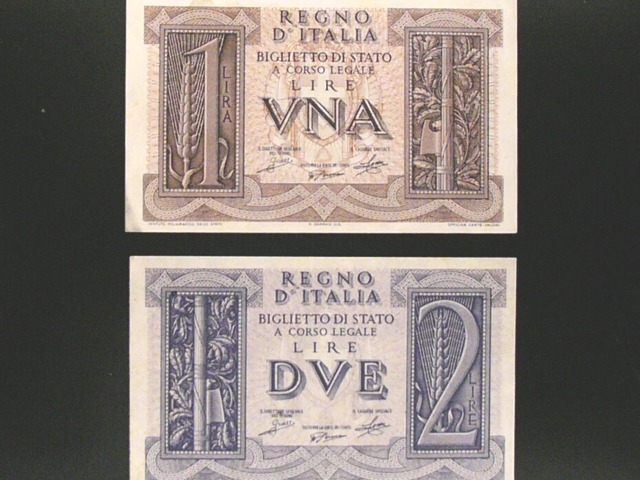 REGNO
D'ITALIA
BIGLIETTO DI STATO
A CORSO LEGALE
LIRE
VNA
1
LIRA
REGNO
D'ITALIA
BIGLIETTO DI STATO
A CORSO LEGALE
LIRE
DVE
2
LIRE